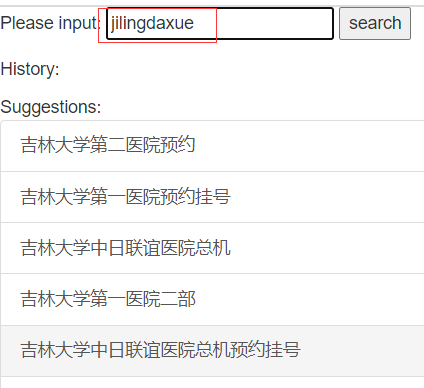 Please input: jilingdaxue search
History:
Suggestions:
吉林大学第二医院预约
吉林大学第一医院预约挂号
吉林大学中日联谊医院总机
吉林大学第一医院二部
吉林大学中日联谊医院总机预约挂号